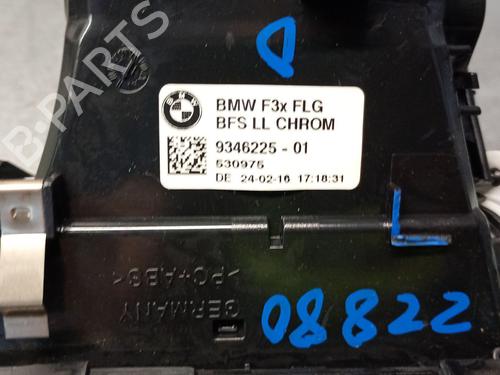 D
BMW
BMW F3x FLG
BFS LL CHROM
9346225 - 01
530975
DE 24-02-16 17:18:31
L
>PC+ABS<
GERMANY
08822
B-PARTS